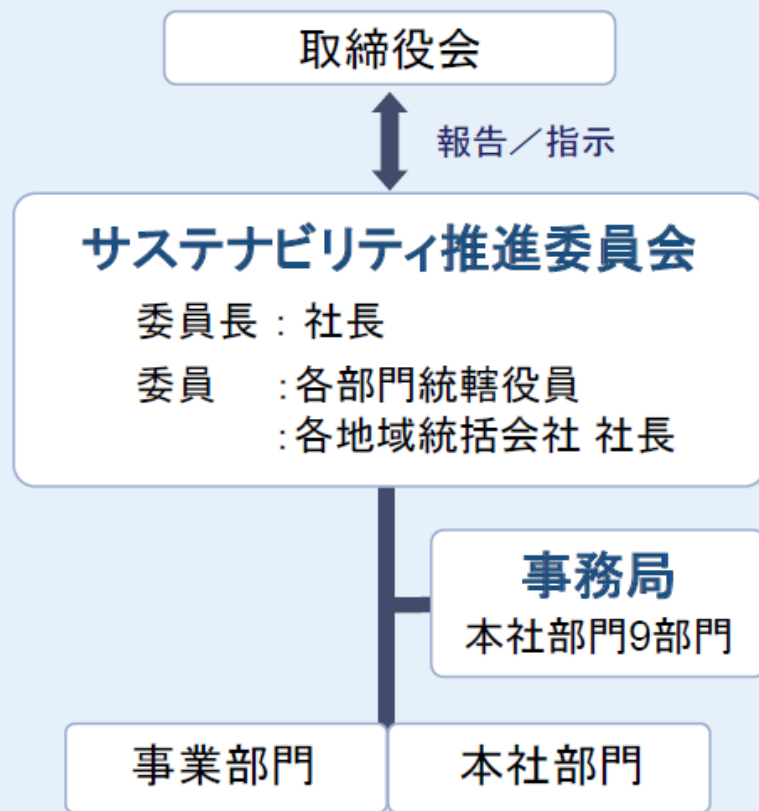 取締役会
報告／指示
サステナビリティ推進委員会
委員長 : 社長
委員 :各部門統轄役員
:各地域統括会社 社長
事務局
本社部門9部門
事業部門
本社部門